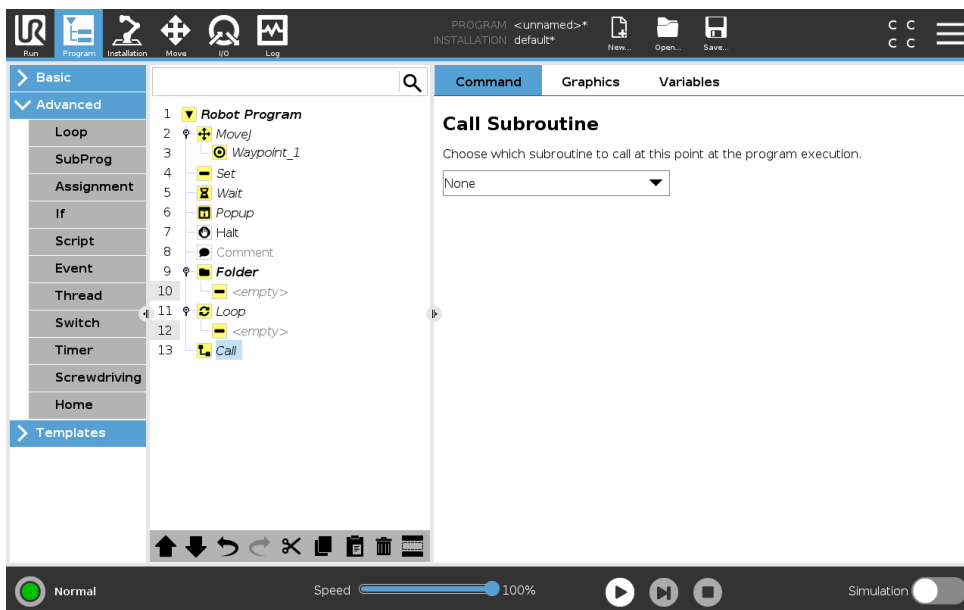 UR
Run
Program
Installation
Move
I/O
Log
PROGRAM <unnamed>*
INSTALLATION default*
New...
Open...
Save...
C C
C C
Basic
Advanced
Loop
SubProg
Assignment
If
Script
Event
Thread
Switch
Timer
Screwdriving
Home
Templates
1 Robot Program
2 MoveJ
3 Waypoint_1
4 Set
5 Wait
6 Popup
7 Halt
8 Comment
9 Folder
10 <empty>
11 Loop
12 <empty>
13 Call
Command Graphics Variables
Call Subroutine
Choose which subroutine to call at this point at the program execution.
None
Normal
Speed 100%
Simulation